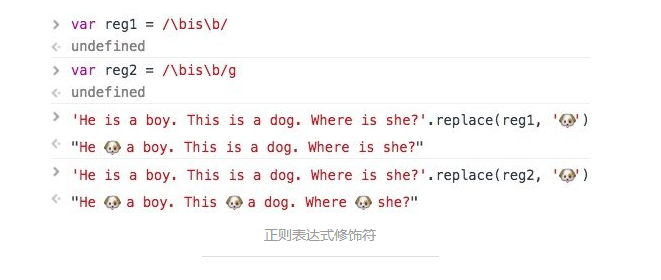 > var reg1 = /\bis\b/
<· undefined
> var reg2 = /\bis\b/g
<· undefined
> 'He is a boy. This is a dog. Where is she?'.replace(reg1, '🐶')
<· "He 🐶 a boy. This is a dog. Where is she?"
> 'He is a boy. This is a dog. Where is she?'.replace(reg2, '🐶')
<· "He 🐶 a boy. This 🐶 a dog. Where 🐶 she?"
正则表达式修饰符